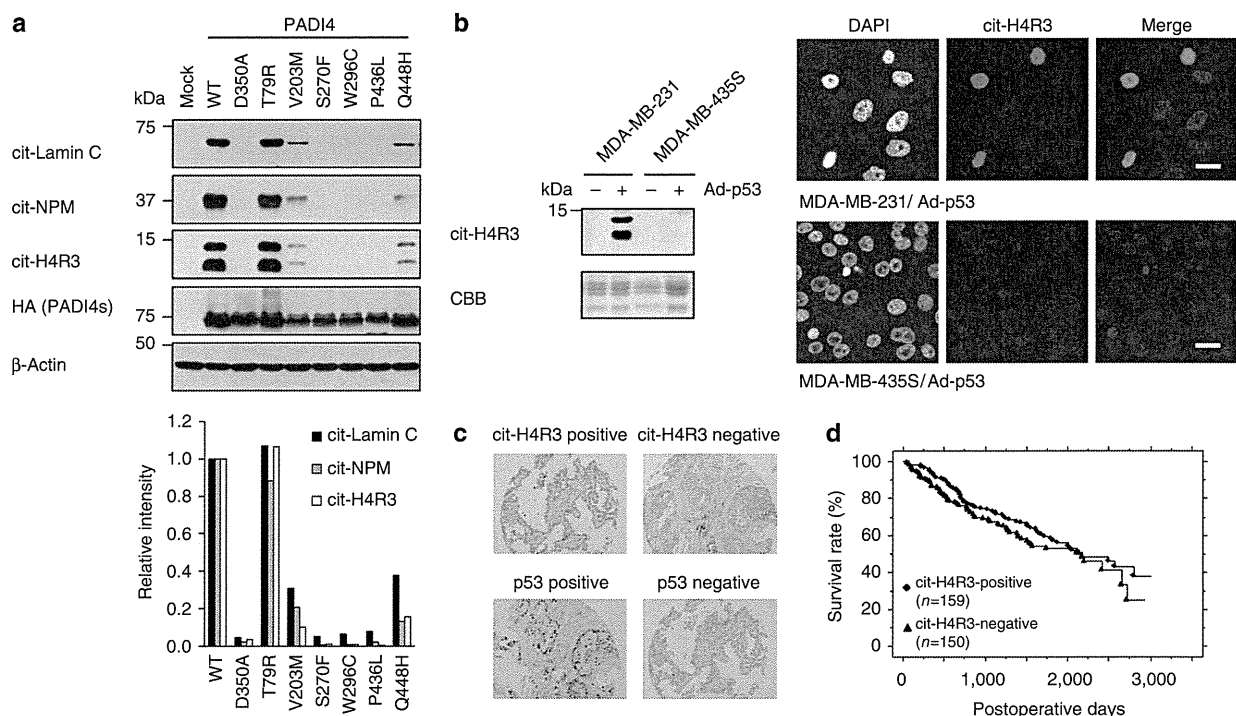 a
PADI4
kDa
Mock
WT
D350A
T79R
V203M
S270F
W296C
P436L
Q448H
75
cit-Lamin C
37
cit-NPM
15
cit-H4R3
75
HA (PADI4s)
50
β-Actin
1.2
1.0
0.8
0.6
0.4
0.2
0.0
Relative intensity
cit-Lamin C
cit-NPM
cit-H4R3
WT
D350A
T79R
V203M
S270F
W296C
P436L
Q448H
b
MDA-MB-231
MDA-MB-435S
kDa
– + – + Ad-p53
15
cit-H4R3
CBB
DAPI
cit-H4R3
Merge
MDA-MB-231/ Ad-p53
MDA-MB-435S/Ad-p53
c
cit-H4R3 positive
cit-H4R3 negative
p53 positive
p53 negative
d
100
80
60
40
20
0
Survival rate (%)
cit-H4R3-positive
(n=159)
cit-H4R3-negative
(n=150)
0
1,000
2,000
3,000
Postoperative days